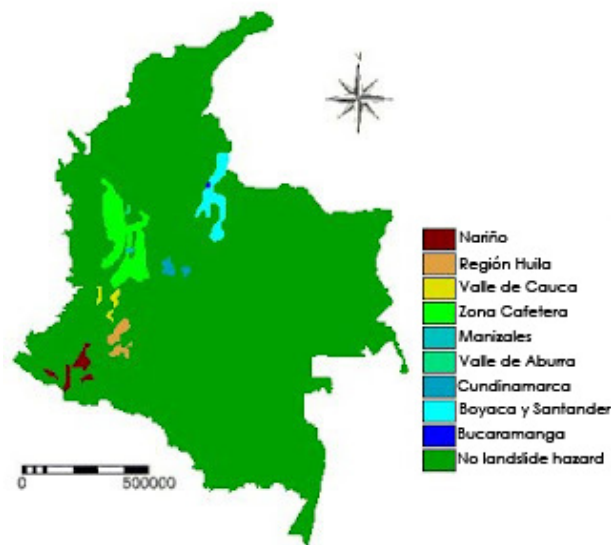 N
Nariño
Región Huila
Valle de Cauca
Zona Cafetera
Manizales
Valle de Aburra
Cundinamarca
Boyaca y Santander
Bucaramanga
No landslide hazard
0 500000